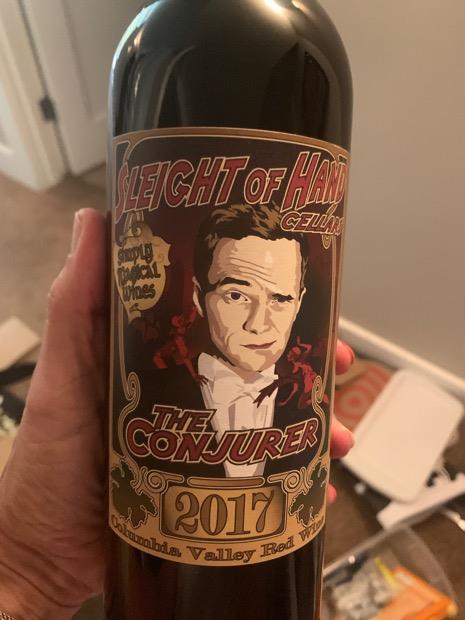 SLEIGHT OF HAND
CELLARS
Simply
Magical
Wines
THE
CONJURER
2017
Columbia Valley Red Wine